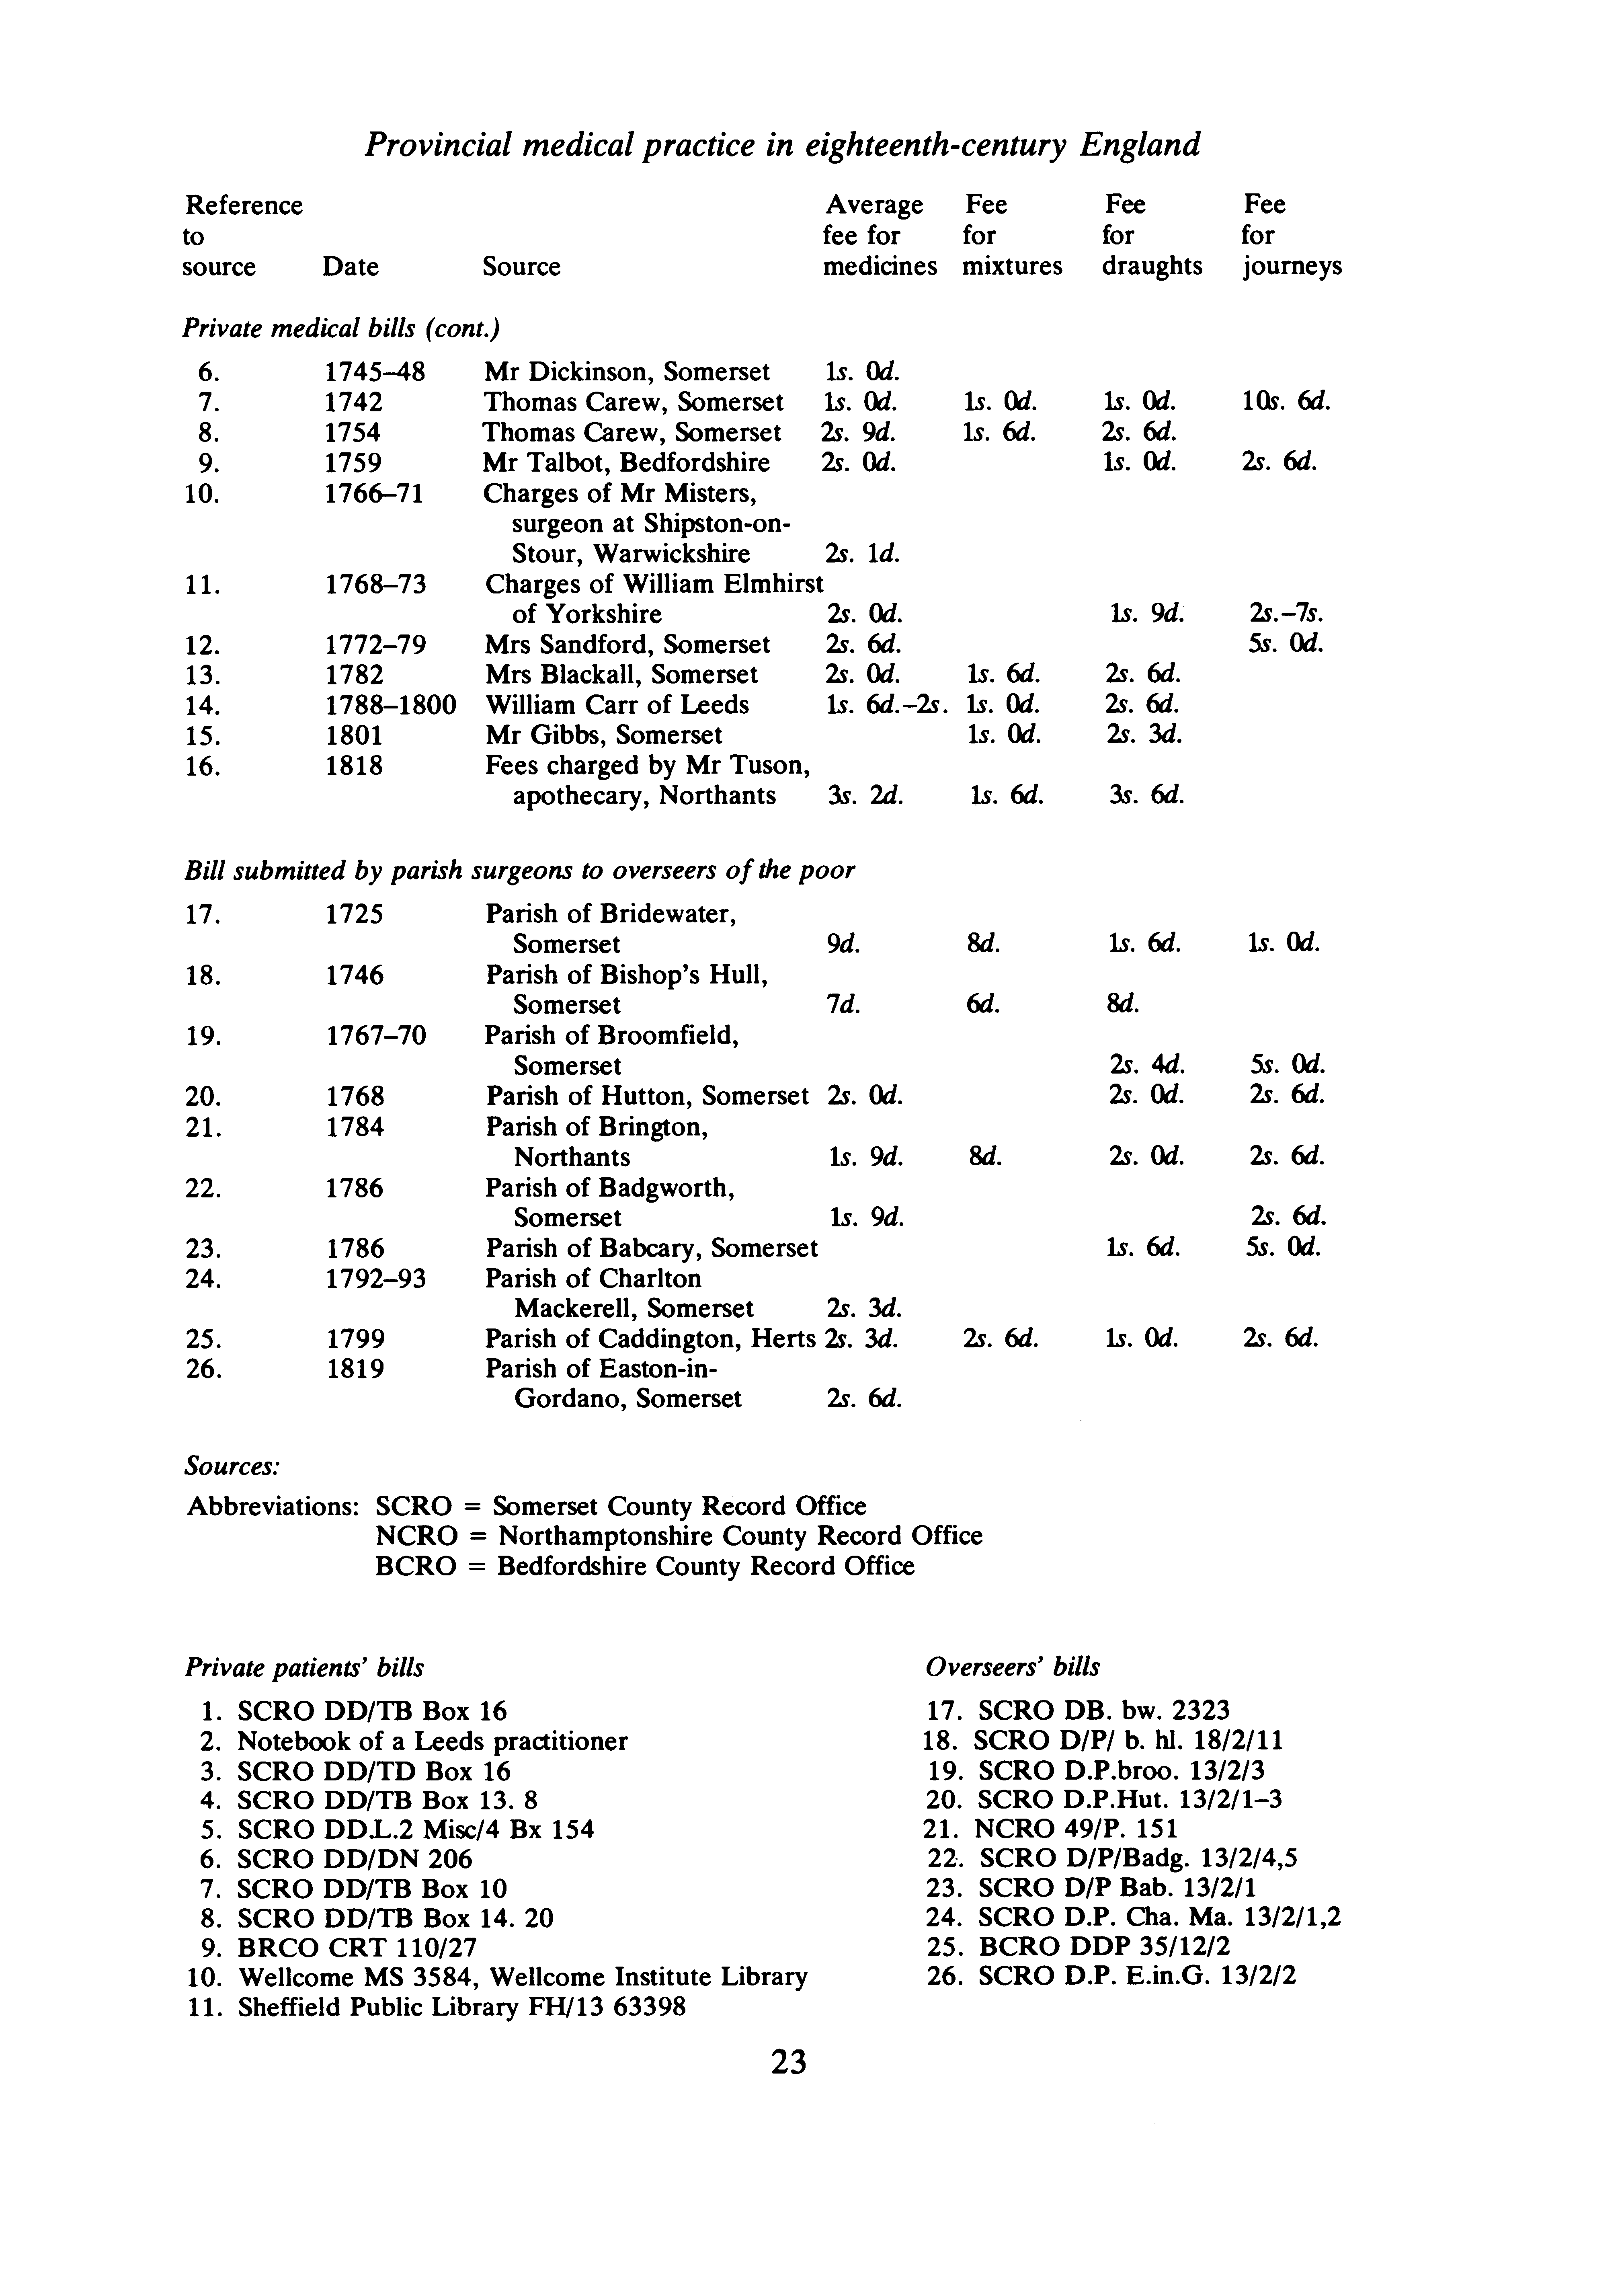 Provincial medical practice in eighteenth-century England
Reference Average Fee Fee Fee
to fee for for for for
source Date Source medicines mixtures draughts journeys
Private medical bills (cont.)
6. 1745–48 Mr Dickinson, Somerset 1s. 0d.
7. 1742 Thomas Carew, Somerset 1s. 0d. 1s. 0d. 1s. 0d. 10s. 6d.
8. 1754 Thomas Carew, Somerset 2s. 9d. 1s. 6d. 2s. 6d.
9. 1759 Mr Talbot, Bedfordshire 2s. 0d. 1s. 0d. 2s. 6d.
10. 1766–71 Charges of Mr Misters,
surgeon at Shipston-on-
Stour, Warwickshire 2s. 1d.
11. 1768–73 Charges of William Elmhirst
of Yorkshire 2s. 0d. 1s. 9d. 2s.–7s.
12. 1772–79 Mrs Sandford, Somerset 2s. 6d. 5s. 0d.
13. 1782 Mrs Blackall, Somerset 2s. 0d. 1s. 6d. 2s. 6d.
14. 1788–1800 William Carr of Leeds 1s. 6d.–2s. 1s. 0d. 2s. 6d.
15. 1801 Mr Gibbs, Somerset 1s. 0d. 2s. 3d.
16. 1818 Fees charged by Mr Tuson,
apothecary, Northants 3s. 2d. 1s. 6d. 3s. 6d.
Bill submitted by parish surgeons to overseers of the poor
17. 1725 Parish of Bridewater,
Somerset 9d. 8d. 1s. 6d. 1s. 0d.
18. 1746 Parish of Bishop's Hull,
Somerset 7d. 6d. 8d.
19. 1767–70 Parish of Broomfield,
Somerset 2s. 4d. 5s. 0d.
20. 1768 Parish of Hutton, Somerset 2s. 0d. 2s. 0d. 2s. 6d.
21. 1784 Parish of Brington,
Northants 1s. 9d. 8d. 2s. 0d. 2s. 6d.
22. 1786 Parish of Badgworth,
Somerset 1s. 9d. 2s. 6d.
23. 1786 Parish of Babcary, Somerset 1s. 6d. 5s. 0d.
24. 1792–93 Parish of Charlton
Mackerell, Somerset 2s. 3d.
25. 1799 Parish of Caddington, Herts 2s. 3d. 2s. 6d. 1s. 0d. 2s. 6d.
26. 1819 Parish of Easton-in-
Gordano, Somerset 2s. 6d.
Sources:
Abbreviations: SCRO = Somerset County Record Office
NCRO = Northamptonshire County Record Office
BCRO = Bedfordshire County Record Office
Private patients' bills
1. SCRO DD/TB Box 16
2. Notebook of a Leeds practitioner
3. SCRO DD/TD Box 16
4. SCRO DD/TB Box 13. 8
5. SCRO DD.L.2 Misc/4 Bx 154
6. SCRO DD/DN 206
7. SCRO DD/TB Box 10
8. SCRO DD/TB Box 14. 20
9. BRCO CRT 110/27
10. Wellcome MS 3584, Wellcome Institute Library
11. Sheffield Public Library FH/13 63398
Overseers' bills
17. SCRO DB. bw. 2323
18. SCRO D/P/ b. hl. 18/2/11
19. SCRO D.P.broo. 13/2/3
20. SCRO D.P.Hut. 13/2/1–3
21. NCRO 49/P. 151
22. SCRO D/P/Badg. 13/2/4,5
23. SCRO D/P Bab. 13/2/1
24. SCRO D.P. Cha. Ma. 13/2/1,2
25. BCRO DDP 35/12/2
26. SCRO D.P. E.in.G. 13/2/2
23